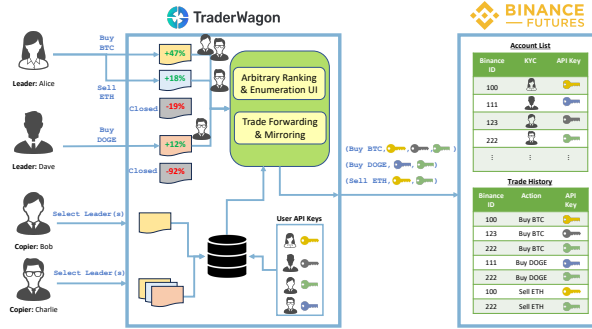 TraderWagon
BINANCE
FUTURES
Buy
BTC
Sell
ETH
Leader: Alice
+47%
+18%
Closed
-19%
Buy
DOGE
+12%
Leader: Dave
Closed
-92%
Arbitrary Ranking
& Enumeration UI
Trade Forwarding
& Mirroring
Select Leader(s)
Copier: Bob
Select Leader(s)
Copier: Charlie
User API Keys
(Buy BTC, , , )
(Buy DOGE, , )
(Sell ETH, , )
Account List
Binance ID KYC API Key
100
111
123
222
⋮ ⋮ ⋮
Trade History
Binance ID Action API Key
100 Buy BTC
123 Buy BTC
222 Buy BTC
111 Buy DOGE
222 Buy DOGE
100 Sell ETH
222 Sell ETH